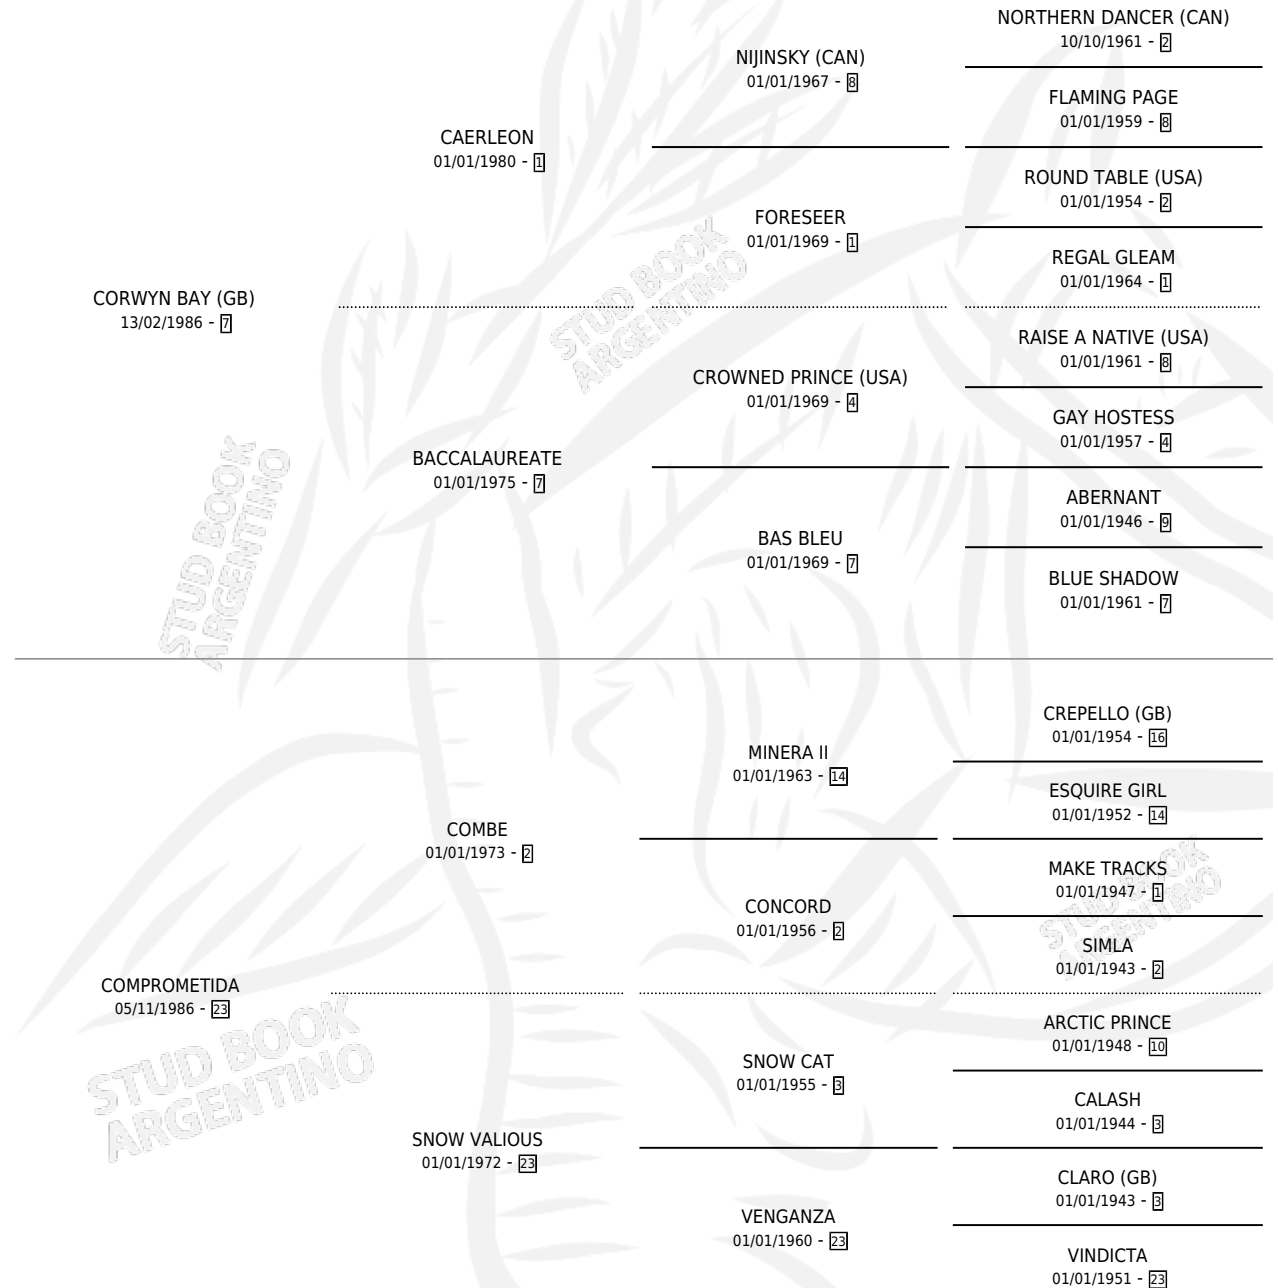 NORTHERN DANCER (CAN)
10/10/1961 - 2
NIJINSKY (CAN)
01/01/1967 - 8
FLAMING PAGE
01/01/1959 - 8
CAERLEON
01/01/1980 - 1
ROUND TABLE (USA)
01/01/1954 - 2
FORESEER
01/01/1969 - 1
REGAL GLEAM
01/01/1964 - 1
CORWYN BAY (GB)
13/02/1986 - 7
STUD BOOK
ARGENTINO
RAISE A NATIVE (USA)
01/01/1961 - 8
CROWNED PRINCE (USA)
01/01/1969 - 4
GAY HOSTESS
01/01/1957 - 4
BACCALAUREATE
01/01/1975 - 7
ABERNANT
01/01/1946 - 9
BAS BLEU
01/01/1969 - 7
BLUE SHADOW
01/01/1961 - 7
STUD BOOK
ARGENTINO
CREPELLO (GB)
01/01/1954 - 16
MINERA II
01/01/1963 - 14
ESQUIRE GIRL
01/01/1952 - 14
COMBE
01/01/1973 - 2
MAKE TRACKS
01/01/1947 - 1
CONCORD
01/01/1956 - 2
SIMLA
01/01/1943 - 2
STUD BOOK
ARGENTINO
COMPROMETIDA
05/11/1986 - 23
STUD BOOK
ARGENTINO
ARCTIC PRINCE
01/01/1948 - 10
SNOW CAT
01/01/1955 - 3
CALASH
01/01/1944 - 3
SNOW VALIOUS
01/01/1972 - 23
CLARO (GB)
01/01/1943 - 3
VENGANZA
01/01/1960 - 23
VINDICTA
01/01/1951 - 23